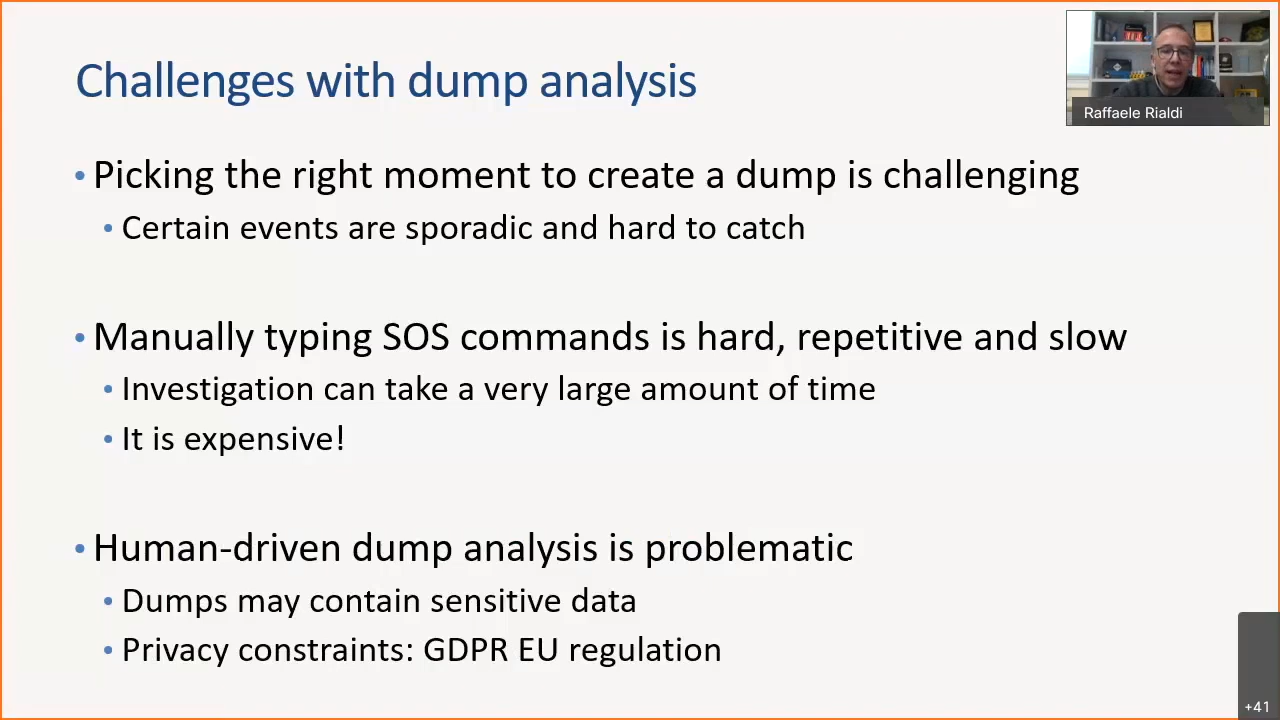 Challenges with dump analysis
Raffaele Rialdi
• Picking the right moment to create a dump is challenging
• Certain events are sporadic and hard to catch
• Manually typing SOS commands is hard, repetitive and slow
• Investigation can take a very large amount of time
• It is expensive!
• Human-driven dump analysis is problematic
• Dumps may contain sensitive data
• Privacy constraints: GDPR EU regulation
+41